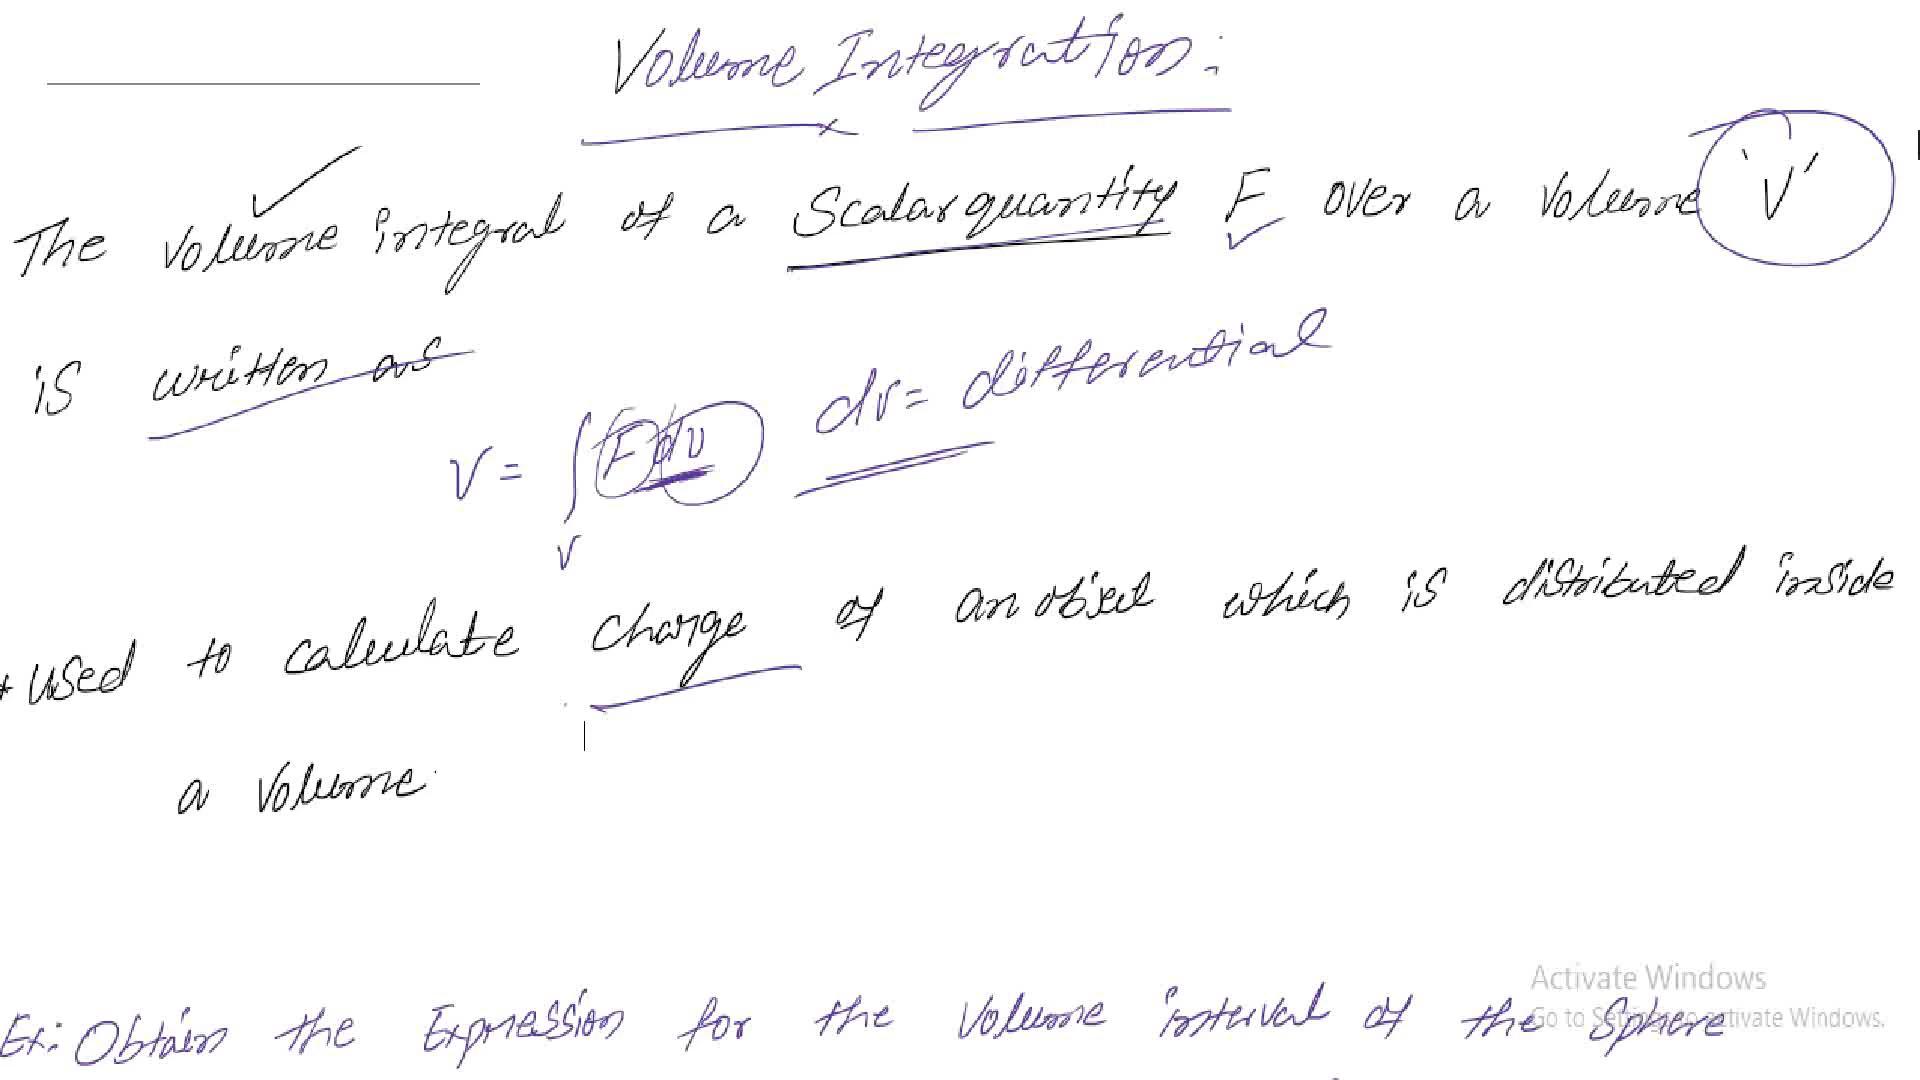 Volume Integration:
The volume integral of a Scalar quantity F over a volume 'V'
is written as
V = ∫ F dv dv = differential
V
* used to calculate charge of an object which is distributed inside
a volume.
Activate Windows
Go to Settings to activate Windows.
Ex: Obtain the Expression for the Volume interval of the Sphere